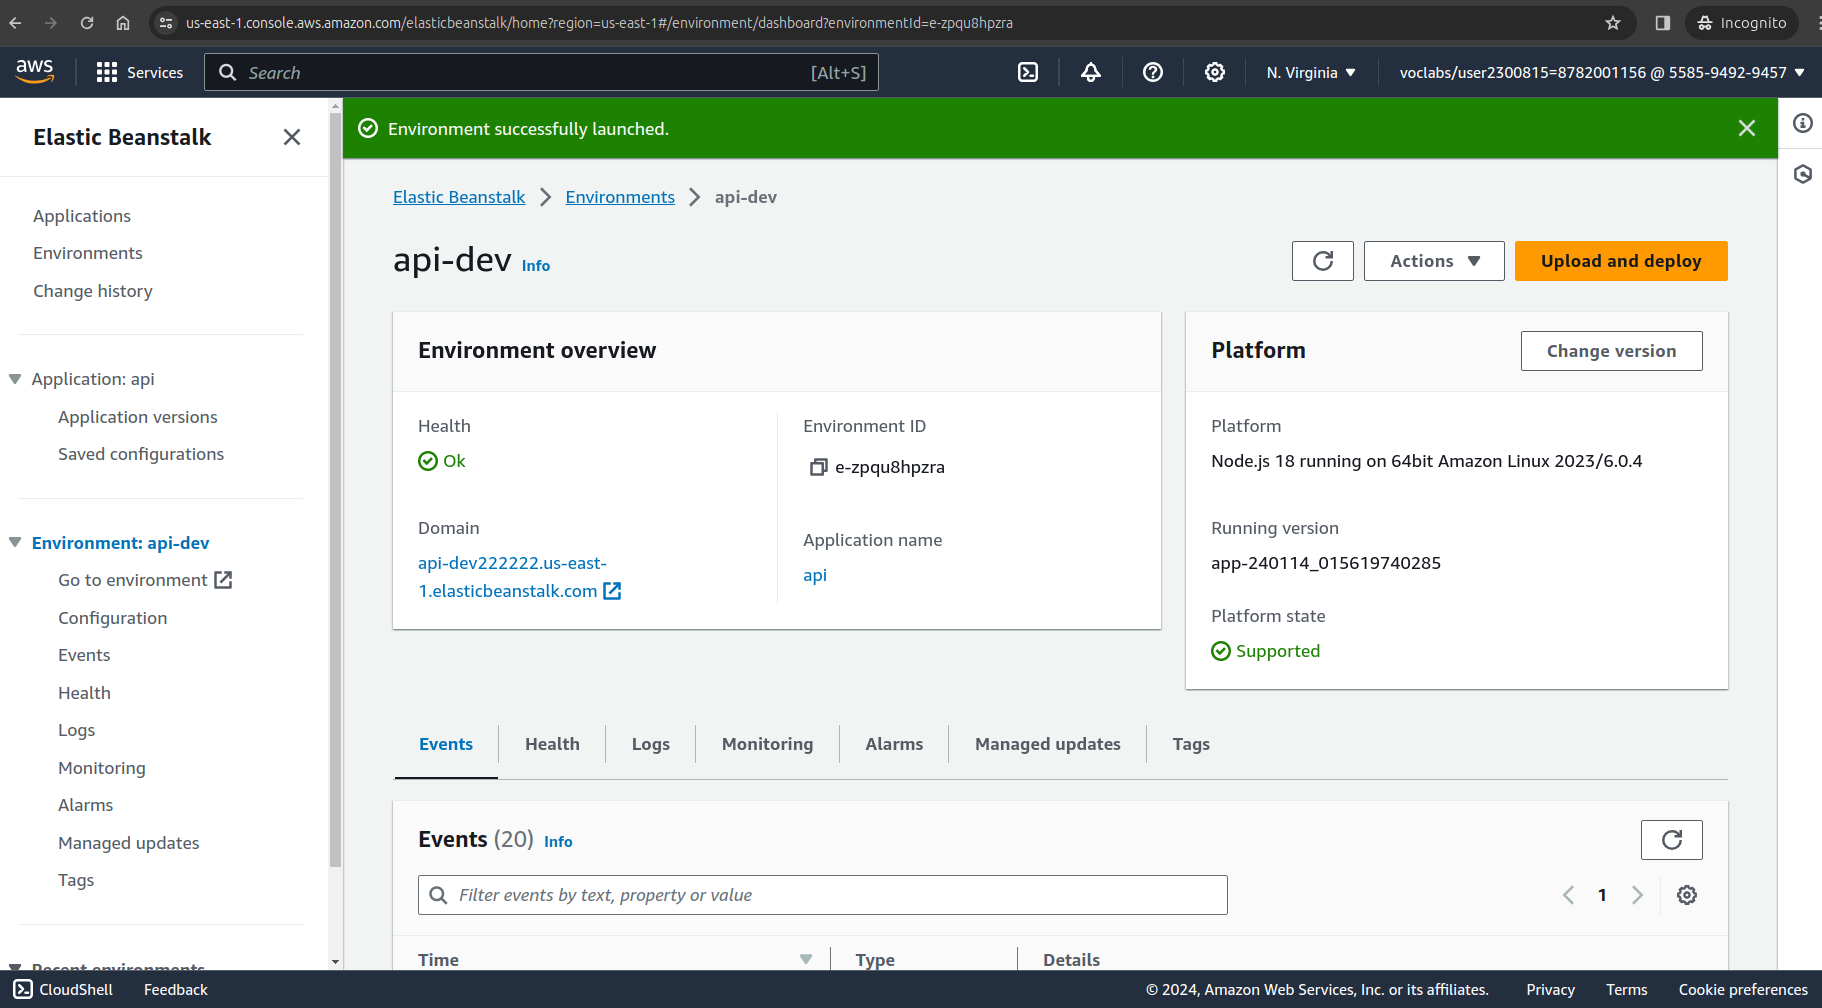 us-east-1.console.aws.amazon.com/elasticbeanstalk/home?region=us-east-1#/environment/dashboard?environmentId=e-zpqu8hpzra
Incognito
aws
Services
Search
[Alt+S]
N. Virginia
voclabs/user2300815=8782001156 @ 5585-9492-9457
Elastic Beanstalk
Applications
Environments
Change history
Application: api
Application versions
Saved configurations
Environment: api-dev
Go to environment
Configuration
Events
Health
Logs
Monitoring
Alarms
Managed updates
Tags
Recent environments
Environment successfully launched.
Elastic Beanstalk
Environments
api-dev
api-dev Info
Actions
Upload and deploy
Environment overview
Health
Ok
Domain
api-dev222222.us-east-
1.elasticbeanstalk.com
Environment ID
e-zpqu8hpzra
Application name
api
Platform
Change version
Platform
Node.js 18 running on 64bit Amazon Linux 2023/6.0.4
Running version
app-240114_015619740285
Platform state
Supported
Events
Health
Logs
Monitoring
Alarms
Managed updates
Tags
Events (20) Info
Filter events by text, property or value
1
Time
Type
Details
CloudShell
Feedback
© 2024, Amazon Web Services, Inc. or its affiliates.
Privacy
Terms
Cookie preferences